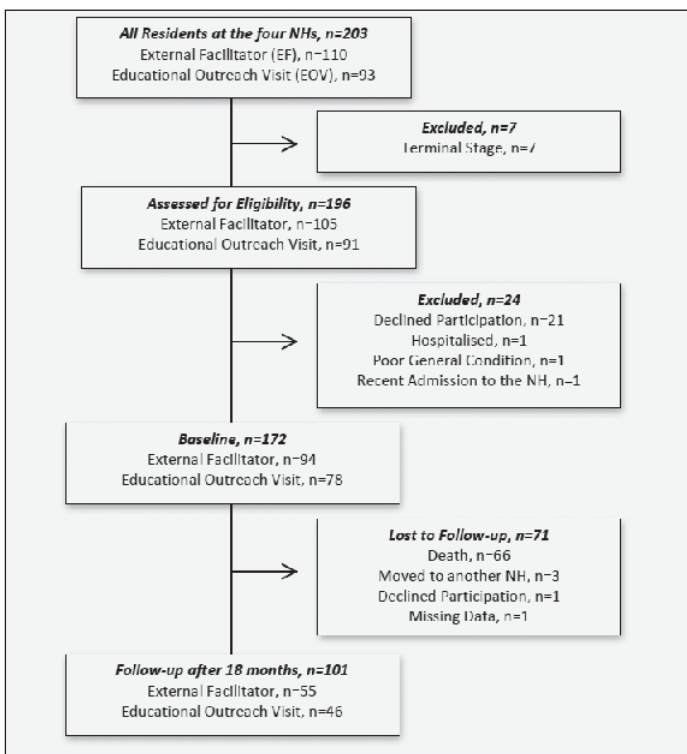 All Residents at the four NHs, n=203
External Facilitator (EF), n=110
Educational Outreach Visit (EOV), n=93
Excluded, n=7
Terminal Stage, n=7
Assessed for Eligibility, n=196
External Facilitator, n=105
Educational Outreach Visit, n=91
Excluded, n=24
Declined Participation, n=21
Hospitalised, n=1
Poor General Condition, n=1
Recent Admission to the NH, n=1
Baseline, n=172
External Facilitator, n=94
Educational Outreach Visit, n=78
Lost to Follow-up, n=71
Death, n=66
Moved to another NH, n=3
Declined Participation, n=1
Missing Data, n=1
Follow-up after 18 months, n=101
External Facilitator, n=55
Educational Outreach Visit, n=46